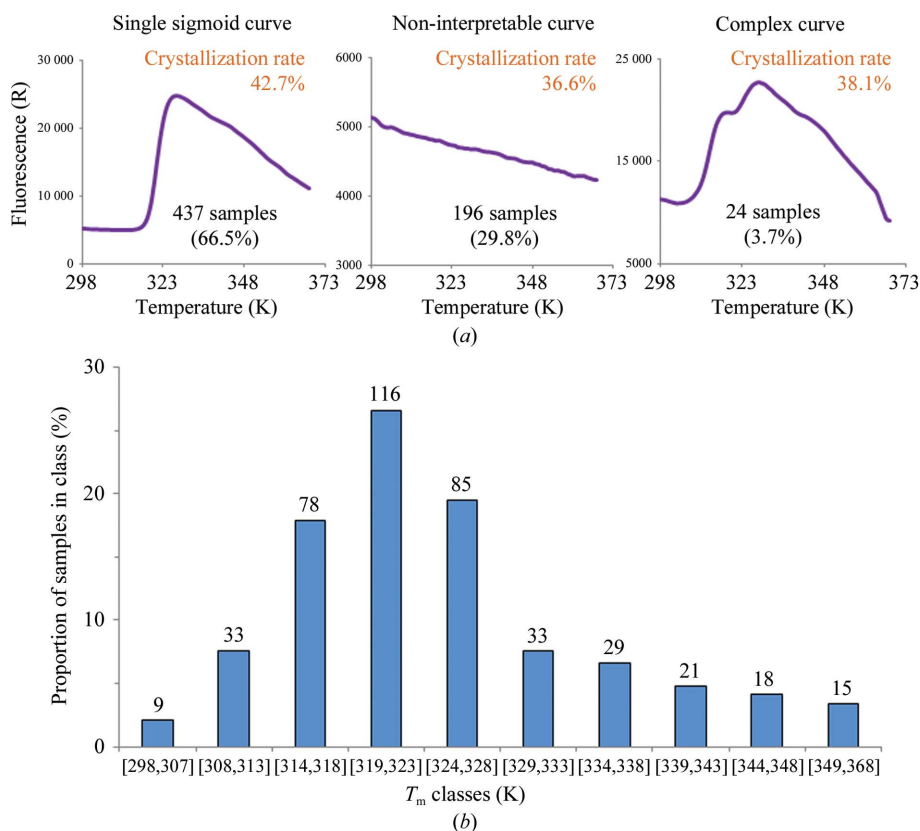 Single sigmoid curve
Crystallization rate
42.7%
30 000
20 000
10 000
0
Fluorescence (R)
437 samples
(66.5%)
298 323 348 373
Temperature (K)
Non-interpretable curve
Crystallization rate
36.6%
6000
5000
4000
3000
196 samples
(29.8%)
298 323 348 373
Temperature (K)
Complex curve
Crystallization rate
38.1%
25 000
15 000
5000
24 samples
(3.7%)
298 323 348 373
Temperature (K)
(a)
Proportion of samples in class (%)
30
20
10
0
9 33 78 116 85 33 29 21 18 15
[298,307] [308,313] [314,318] [319,323] [324,328] [329,333] [334,338] [339,343] [344,348] [349,368]
Tm classes (K)
(b)